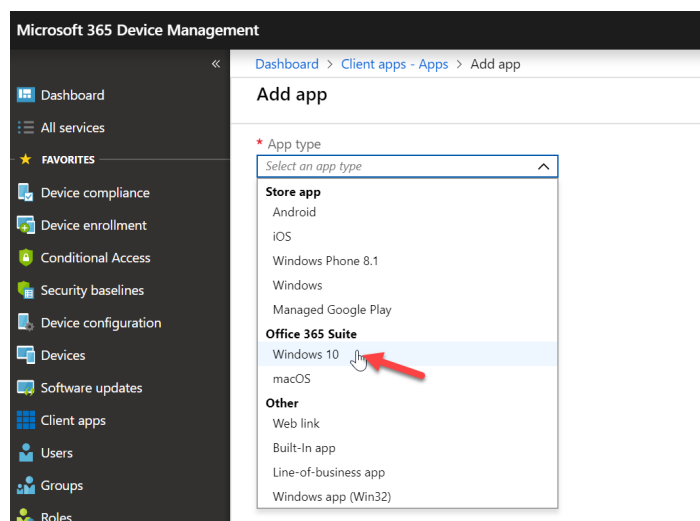 Microsoft 365 Device Management
«
Dashboard > Client apps - Apps > Add app
Dashboard
All services
FAVORITES
Device compliance
Device enrollment
Conditional Access
Security baselines
Device configuration
Devices
Software updates
Client apps
Users
Groups
Roles
Add app
* App type
Select an app type
Store app
Android
iOS
Windows Phone 8.1
Windows
Managed Google Play
Office 365 Suite
Windows 10
macOS
Other
Web link
Built-In app
Line-of-business app
Windows app (Win32)